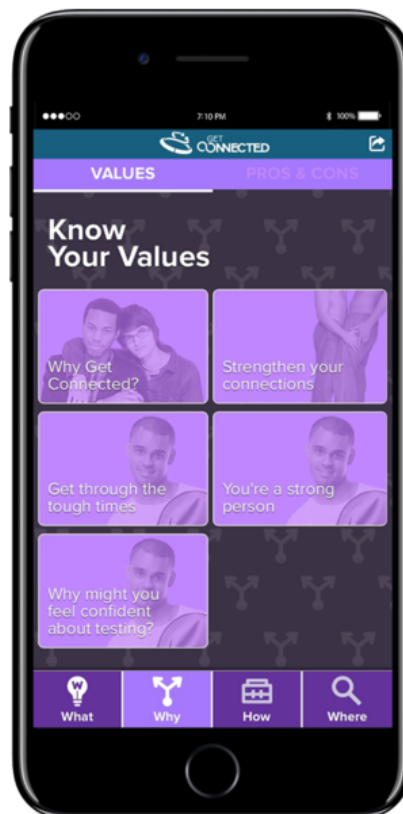 7:10 PM
100%
GET
CONNECTED
VALUES
PROS & CONS
Know
Your Values
Why Get
Connected?
Strengthen your
connections
Get through the
tough times
You're a strong
person
Why might you
feel confident
about testing?
W
What
Why
How
Where